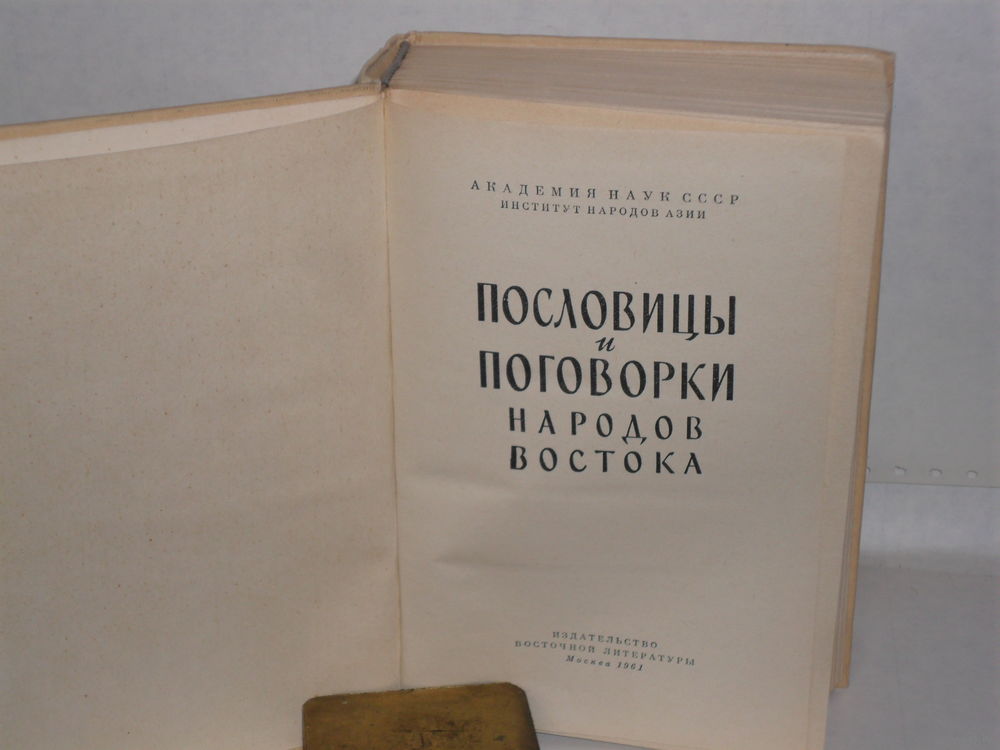 АКАДЕМИЯ НАУК СССР
ИНСТИТУТ НАРОДОВ АЗИИ
ПОСЛОВИЦЫ
и
ПОГОВОРКИ
НАРОДОВ
ВОСТОКА
ИЗДАТЕЛЬСТВО
ВОСТОЧНОЙ ЛИТЕРАТУРЫ
Москва 1961